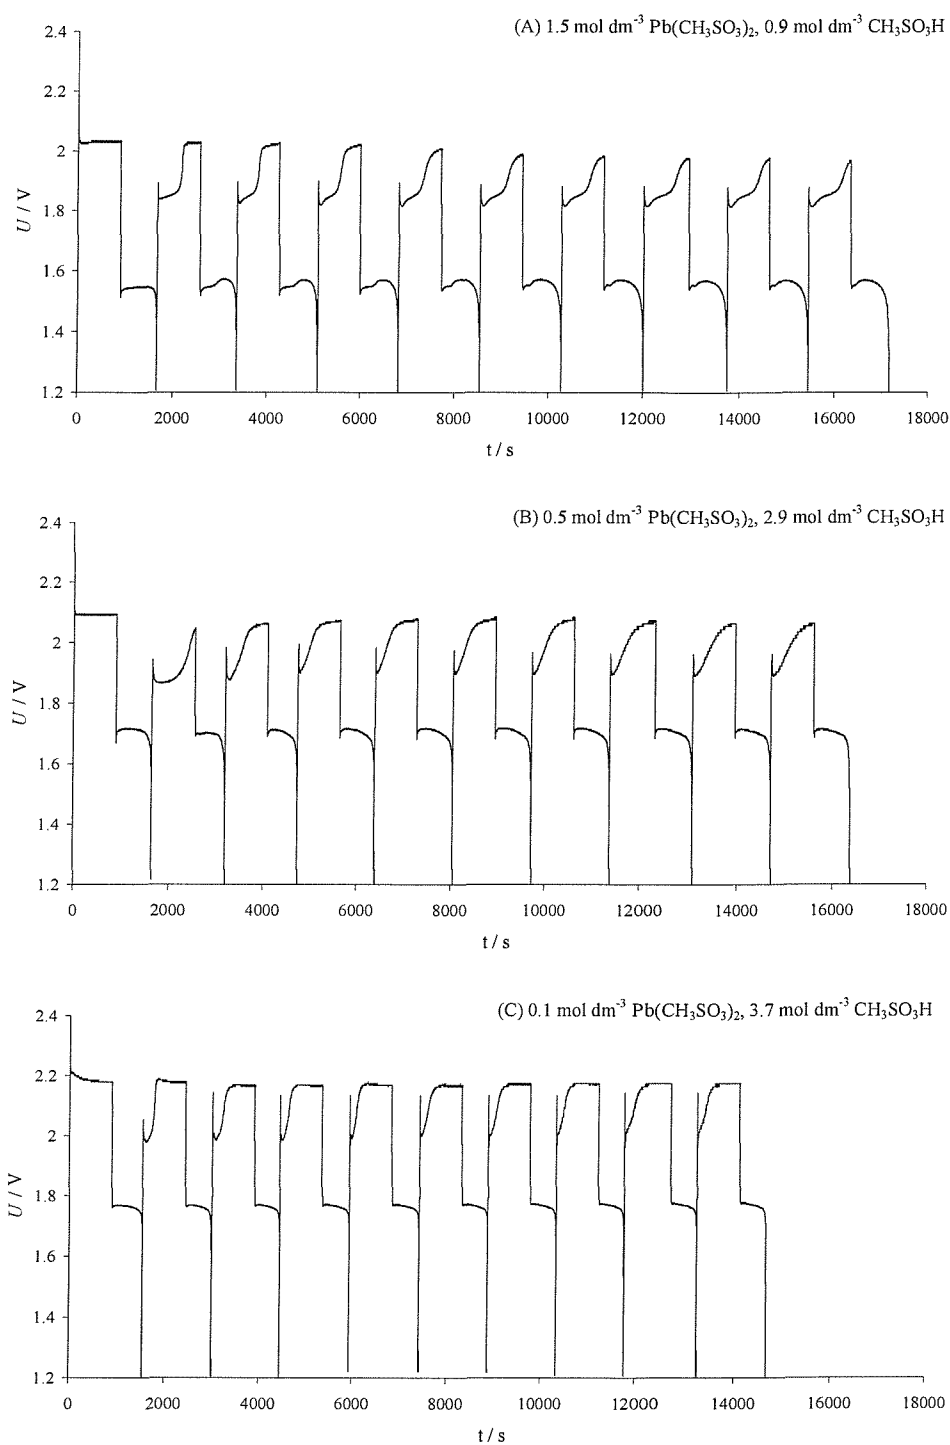 (A) 1.5 mol dm⁻³ Pb(CH₃SO₃)₂, 0.9 mol dm⁻³ CH₃SO₃H
2.4
2.2
2
1.8
1.6
1.4
1.2
U / V
0 2000 4000 6000 8000 10000 12000 14000 16000 18000
t / s
(B) 0.5 mol dm⁻³ Pb(CH₃SO₃)₂, 2.9 mol dm⁻³ CH₃SO₃H
2.4
2.2
2
1.8
1.6
1.4
1.2
U / V
0 2000 4000 6000 8000 10000 12000 14000 16000 18000
t / s
(C) 0.1 mol dm⁻³ Pb(CH₃SO₃)₂, 3.7 mol dm⁻³ CH₃SO₃H
2.4
2.2
2
1.8
1.6
1.4
1.2
U / V
0 2000 4000 6000 8000 10000 12000 14000 16000 18000
t / s